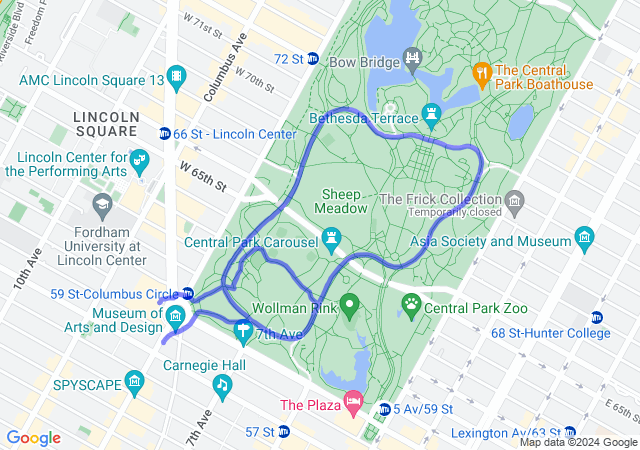 Riverside Blvd
Freedom P
W 71st St
Columbus Ave
72 St
Bow Bridge
AMC Lincoln Square 13
W 70th St
The Central
Park Boathouse
LINCOLN
SQUARE
66 St - Lincoln Center
Bethesda Terrace
Lincoln Center for
the Performing Arts
W 65th St
Sheep
Meadow
The Frick Collection
Temporarily closed
Fordham
University at
Lincoln Center
Central Park Carousel
Asia Society and Museum
10th Ave
59 St-Columbus Circle
Museum of
Arts and Design
Wollman Rink
Central Park Zoo
7th Ave
68 St-Hunter College
Carnegie Hall
SPYSCAPE
The Plaza
5 Av/59 St
E 65th St
7th Ave
57 St
Lexington Av/63 St
Google
Map data ©2024 Google